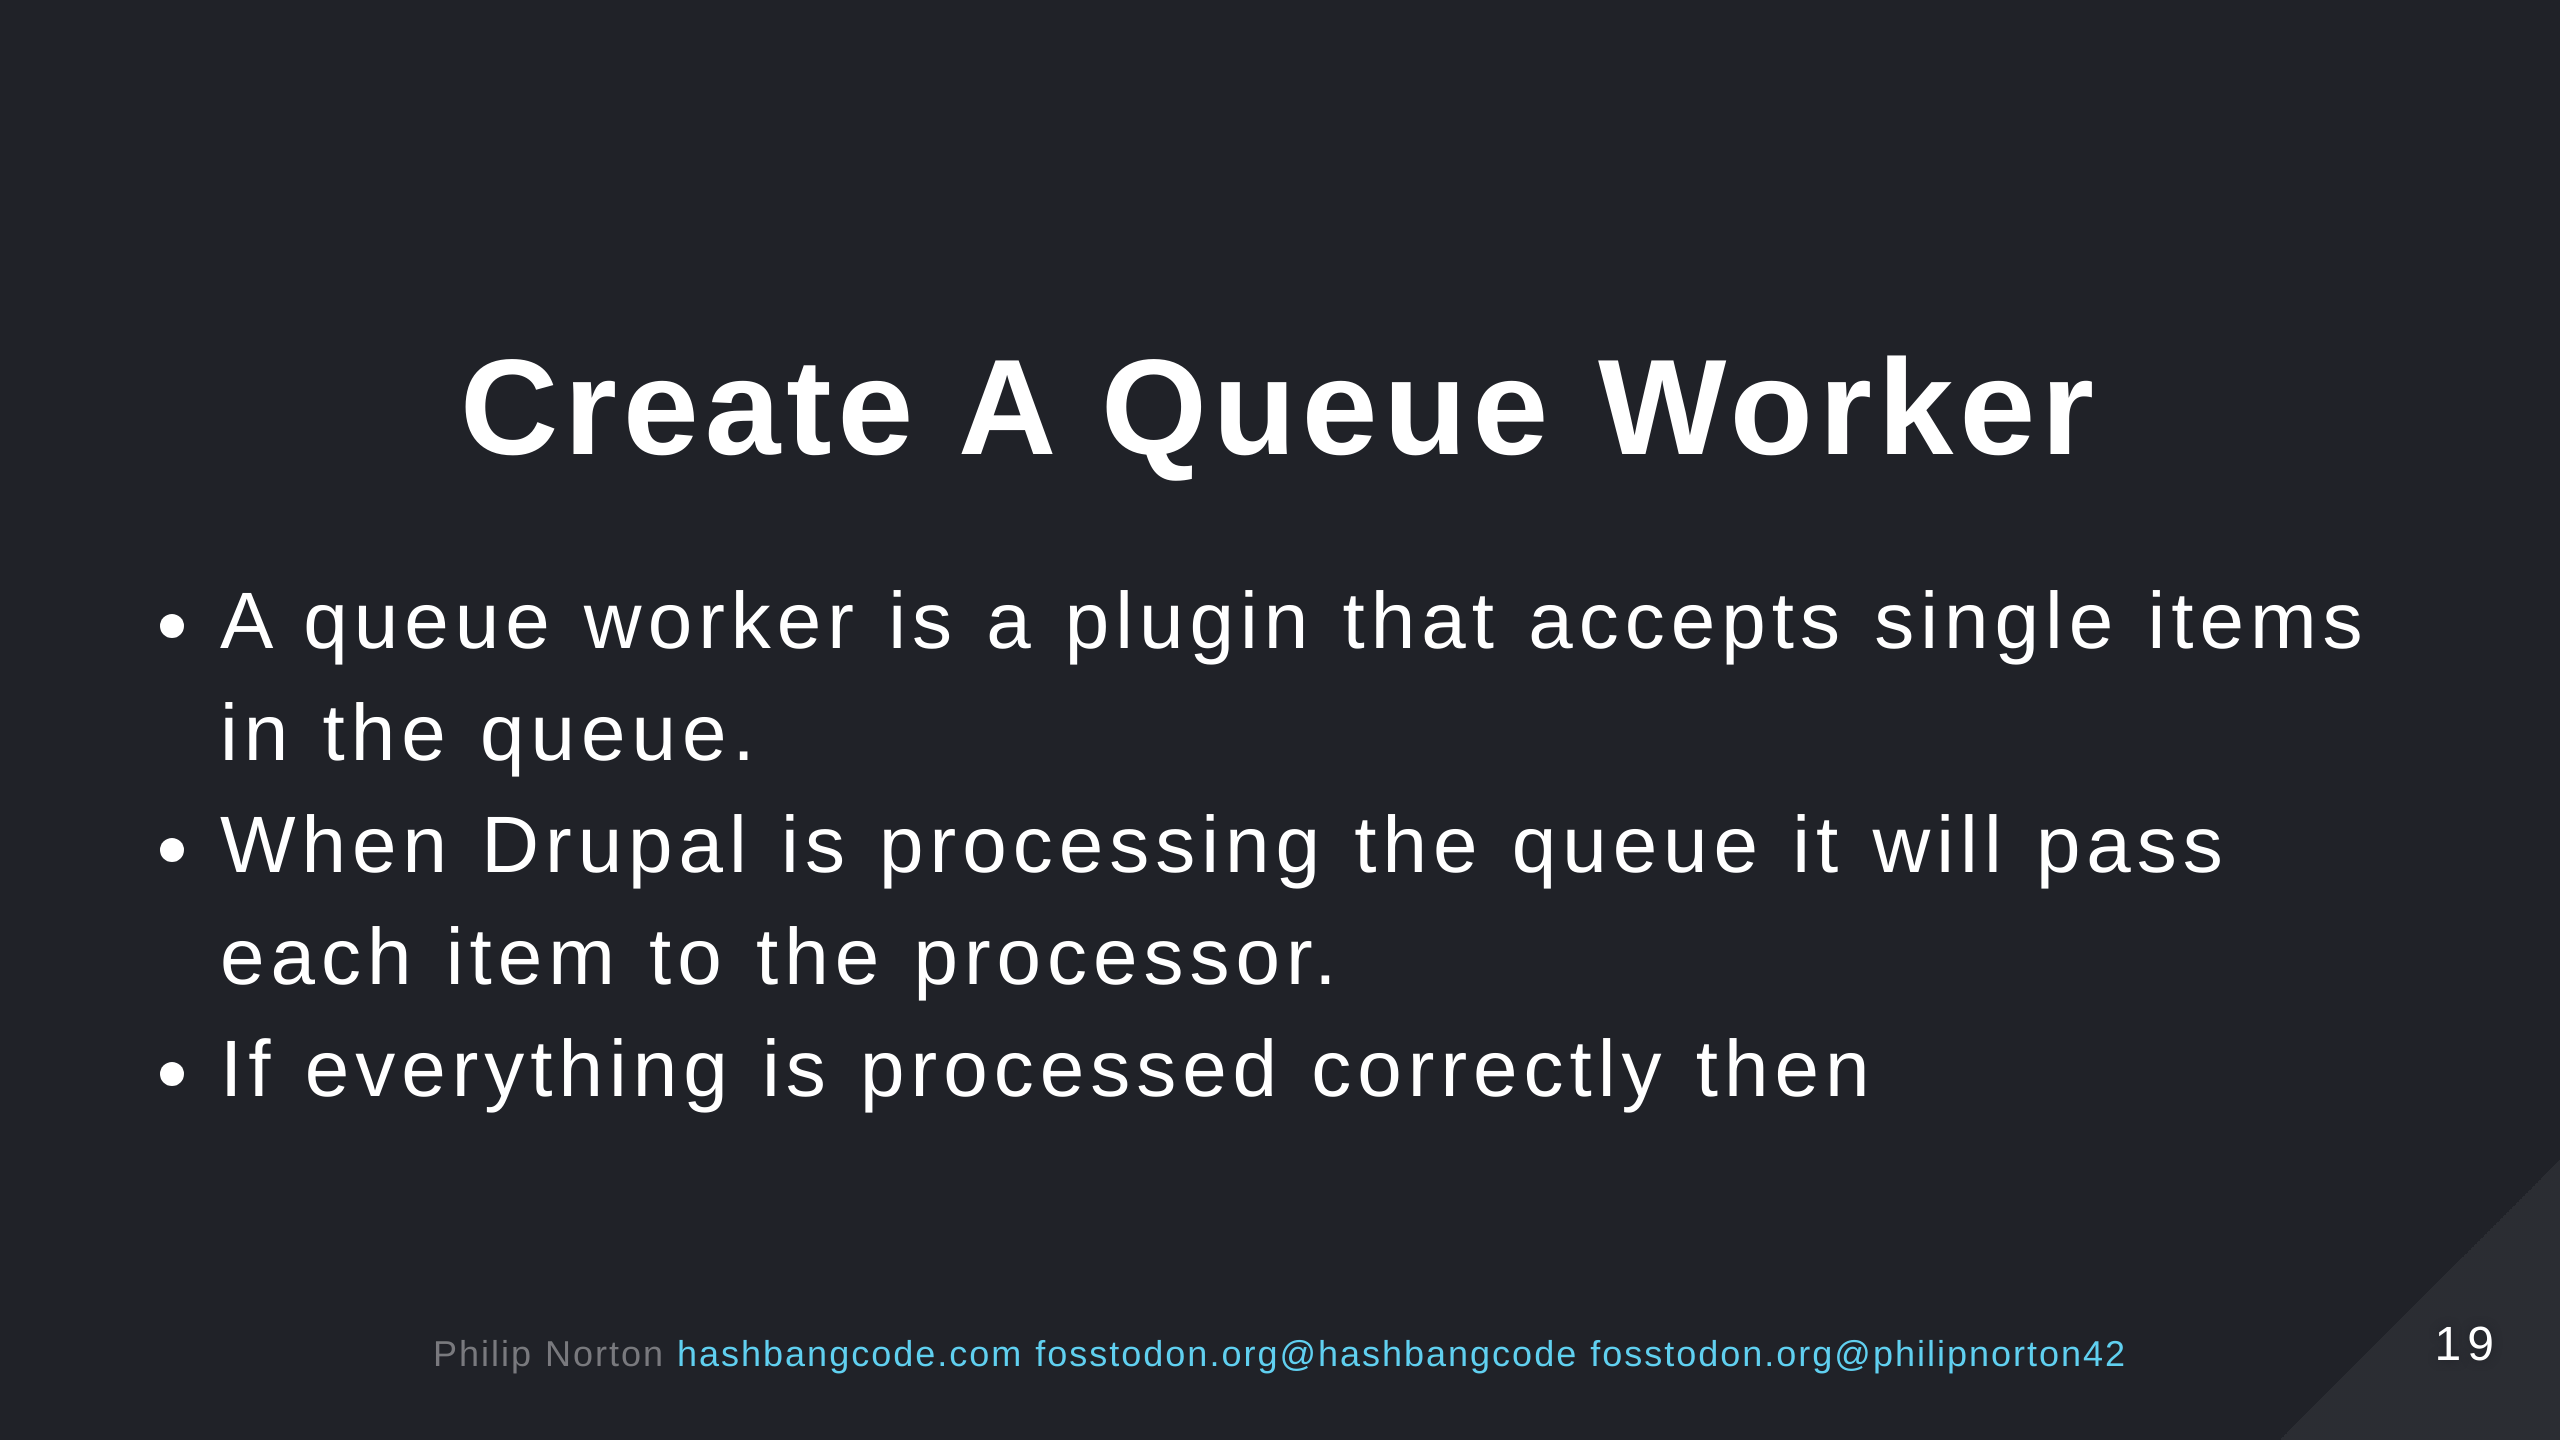 Create A Queue Worker
• A queue worker is a plugin that accepts single items
in the queue.
• When Drupal is processing the queue it will pass
each item to the processor.
• If everything is processed correctly then
Philip Norton hashbangcode.com fosstodon.org@hashbangcode fosstodon.org@philipnorton42
19